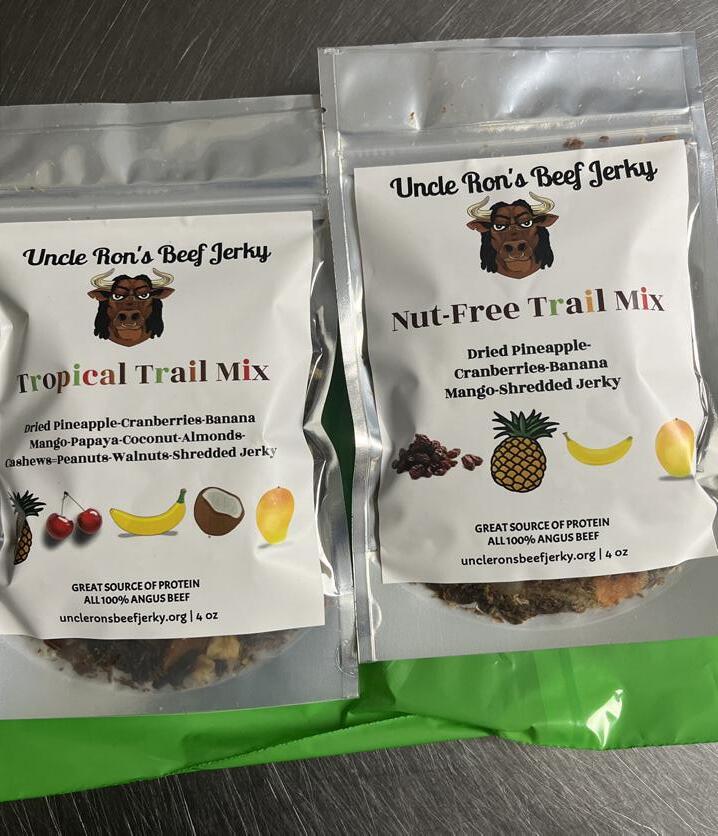 Uncle Ron's Beef Jerky
Tropical Trail Mix
Dried Pineapple-Cranberries-Banana
Mango-Papaya-Coconut-Almonds-
Cashews-Peanuts-Walnuts-Shredded Jerky
GREAT SOURCE OF PROTEIN
ALL100% ANGUS BEEF
uncleronsbeefjerky.org | 4 oz
Uncle Ron's Beef Jerky
Nut-Free Trail Mix
Dried Pineapple-
Cranberries-Banana
Mango-Shredded Jerky
GREAT SOURCE OF PROTEIN
ALL100% ANGUS BEEF
uncleronsbeefjerky.org | 4 oz